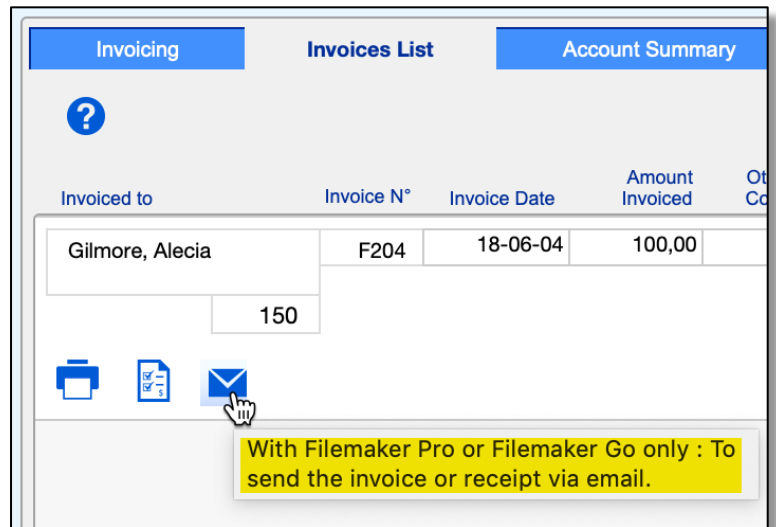 Invoicing Invoices List Account Summary
?
Amount
Invoiced to Invoice N° Invoice Date Invoiced
Gilmore, Alecia F204 18-06-04 100,00
150
With Filemaker Pro or Filemaker Go only : To
send the invoice or receipt via email.